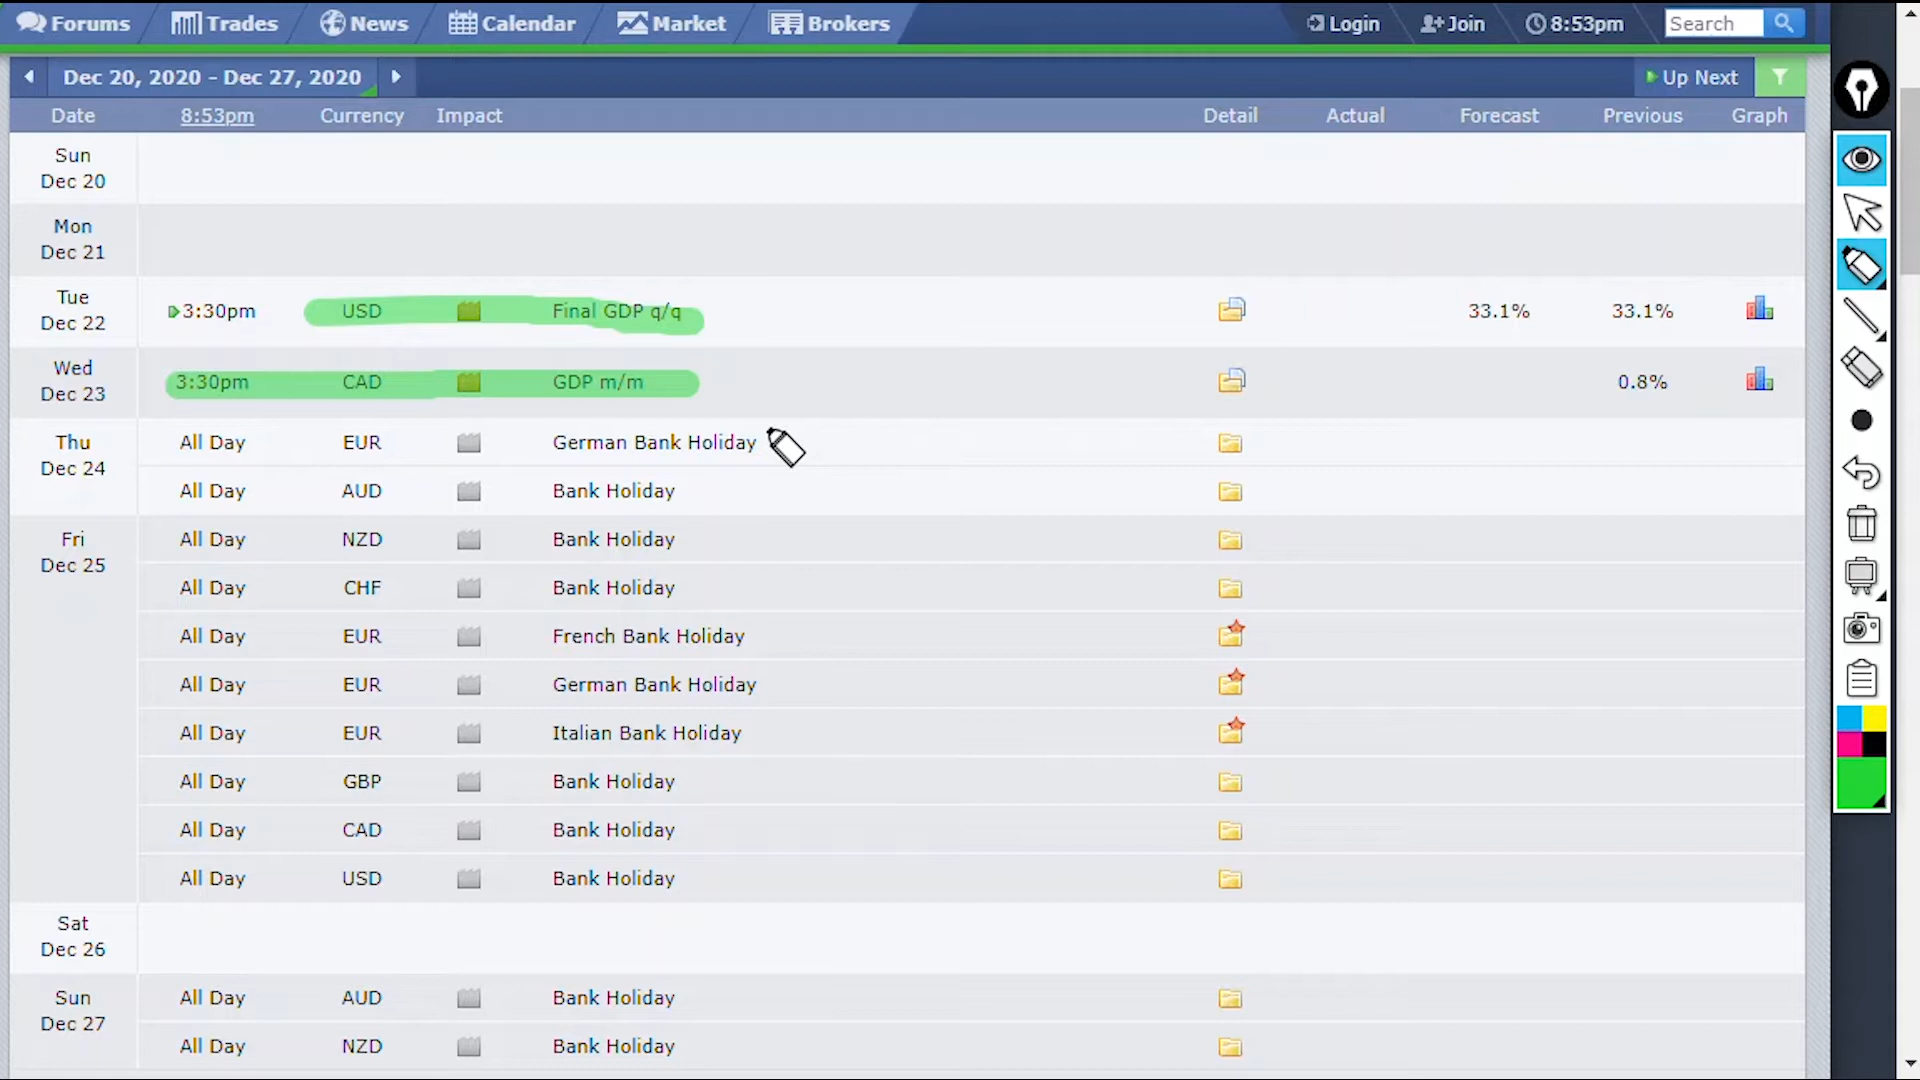 Forums Trades News Calendar Market Brokers Login Join 8:53pm Search
Dec 20, 2020 - Dec 27, 2020 Up Next
Date 8:53pm Currency Impact Detail Actual Forecast Previous Graph
Sun
Dec 20
Mon
Dec 21
Tue
Dec 22
3:30pm USD Final GDP q/q 33.1% 33.1%
Wed
Dec 23
3:30pm CAD GDP m/m 0.8%
Thu
Dec 24
All Day EUR German Bank Holiday
All Day AUD Bank Holiday
Fri
Dec 25
All Day NZD Bank Holiday
All Day CHF Bank Holiday
All Day EUR French Bank Holiday
All Day EUR German Bank Holiday
All Day EUR Italian Bank Holiday
All Day GBP Bank Holiday
All Day CAD Bank Holiday
All Day USD Bank Holiday
Sat
Dec 26
Sun
Dec 27
All Day AUD Bank Holiday
All Day NZD Bank Holiday